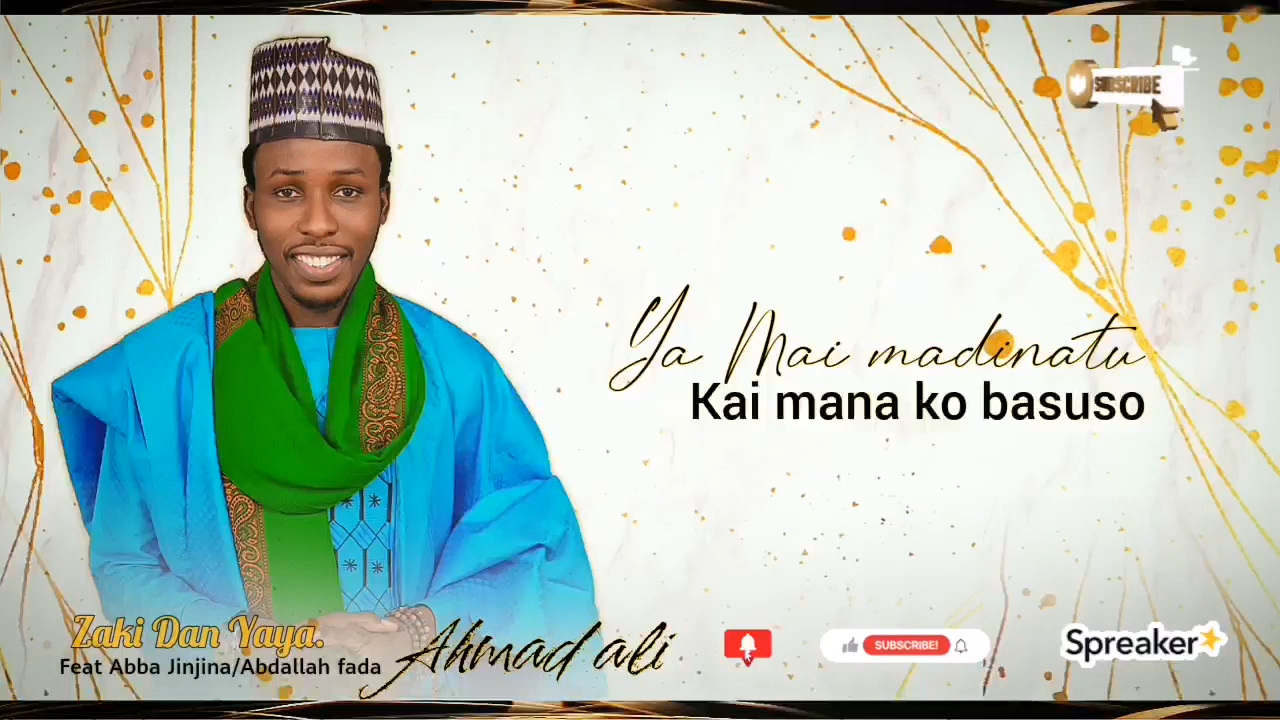 SUBSCRIBE
Ya Mai madinatu
Kai mana ko basuso
Zaki Dan Yaya.
Feat Abba Jinjina/Abdallah fada
Ahmad ali
SUBSCRIBE!
Spreaker